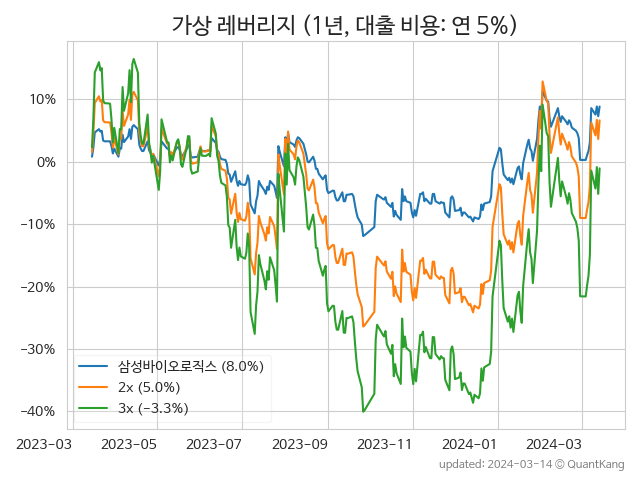 가상 레버리지 (1년, 대출 비용: 연 5%)
10%
0%
−10%
−20%
−30%
−40%
삼성바이오로직스 (8.0%)
2x (5.0%)
3x (−3.3%)
2023-03 2023-05 2023-07 2023-09 2023-11 2024-01 2024-03
updated: 2024-03-14 © QuantKang